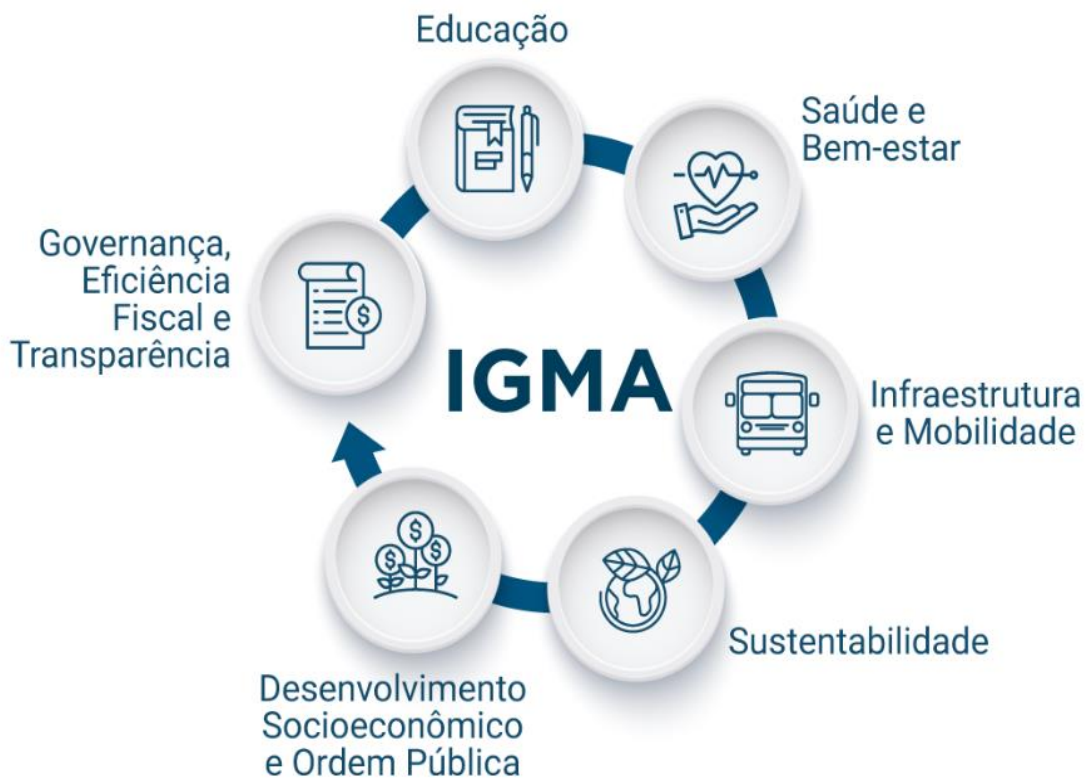 Educação
Saúde e
Bem-estar
Governança,
Eficiência
Fiscal e
Transparência
$
IGMA
Infraestrutura
e Mobilidade
$
$
$
Sustentabilidade
Desenvolvimento
Socioeconômico
e Ordem Pública